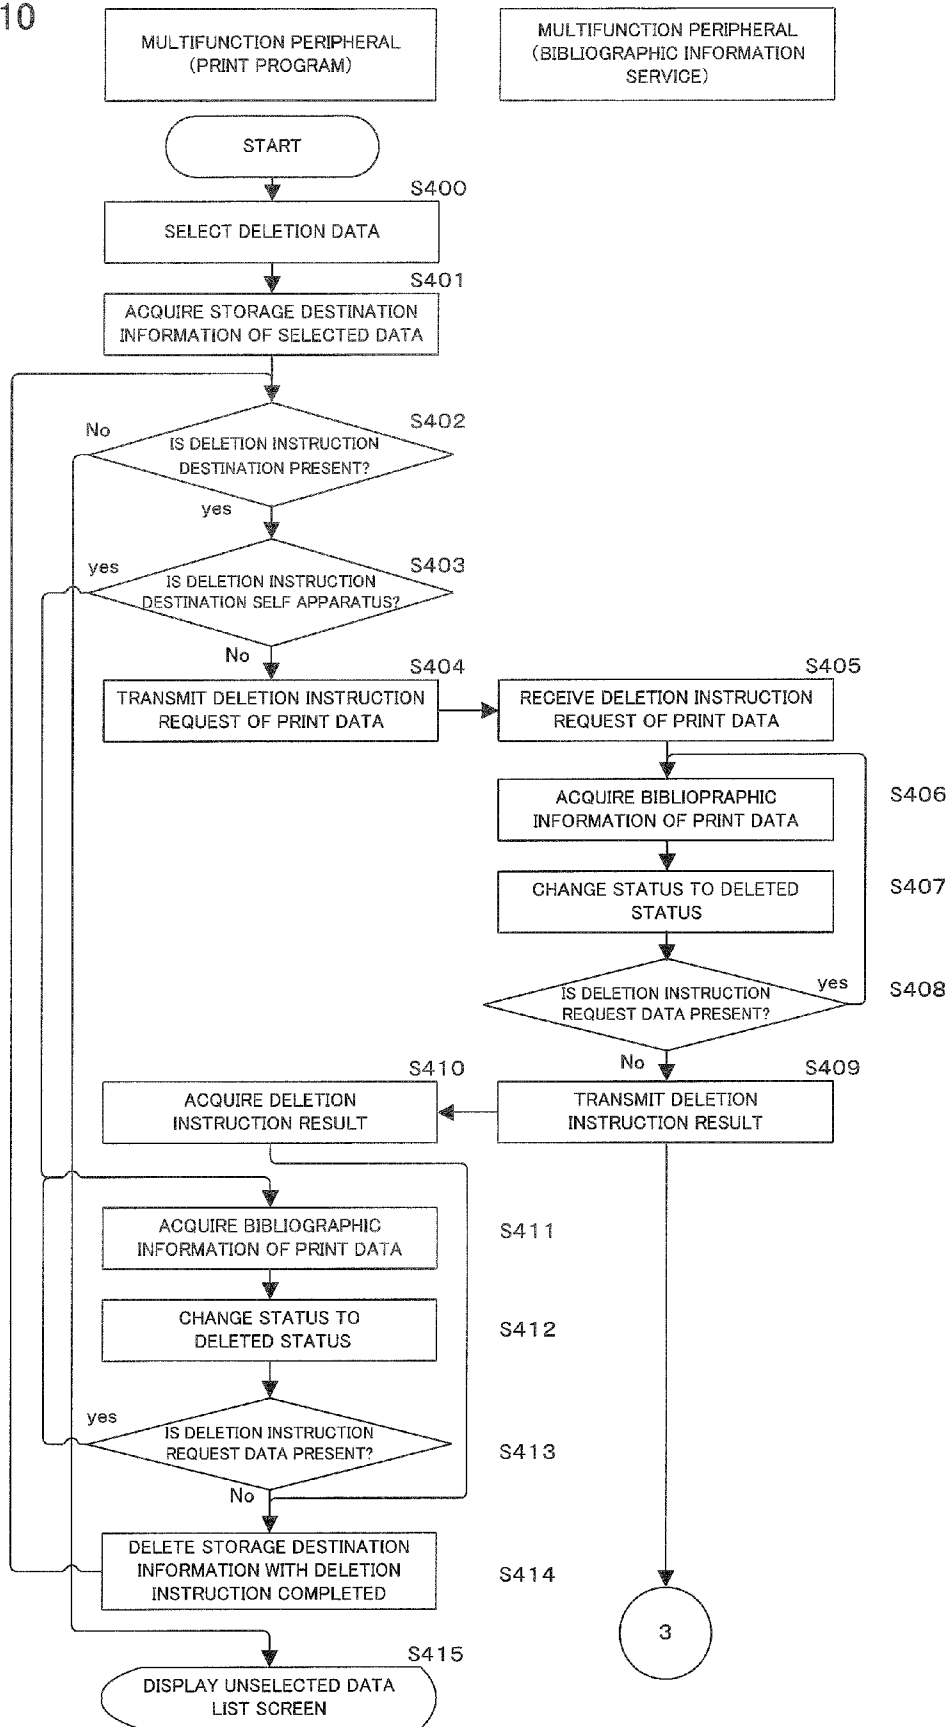 10
MULTIFUNCTION PERIPHERAL
(PRINT PROGRAM)
MULTIFUNCTION PERIPHERAL
(BIBLIOGRAPHIC INFORMATION
SERVICE)
START
S400
SELECT DELETION DATA
S401
ACQUIRE STORAGE DESTINATION
INFORMATION OF SELECTED DATA
S402
No
IS DELETION INSTRUCTION
DESTINATION PRESENT?
yes
S403
yes
IS DELETION INSTRUCTION
DESTINATION SELF APPARATUS?
No
S404
TRANSMIT DELETION INSTRUCTION
REQUEST OF PRINT DATA
S405
RECEIVE DELETION INSTRUCTION
REQUEST OF PRINT DATA
S406
ACQUIRE BIBLIOPRAPHIC
INFORMATION OF PRINT DATA
S407
CHANGE STATUS TO DELETED
STATUS
S408
yes
IS DELETION INSTRUCTION
REQUEST DATA PRESENT?
No
S409
TRANSMIT DELETION
INSTRUCTION RESULT
S410
ACQUIRE DELETION
INSTRUCTION RESULT
ACQUIRE BIBLIOGRAPHIC
INFORMATION OF PRINT DATA
S411
CHANGE STATUS TO
DELETED STATUS
S412
yes
IS DELETION INSTRUCTION
REQUEST DATA PRESENT?
S413
No
DELETE STORAGE DESTINATION
INFORMATION WITH DELETION
INSTRUCTION COMPLETED
S414
3
S415
DISPLAY UNSELECTED DATA
LIST SCREEN